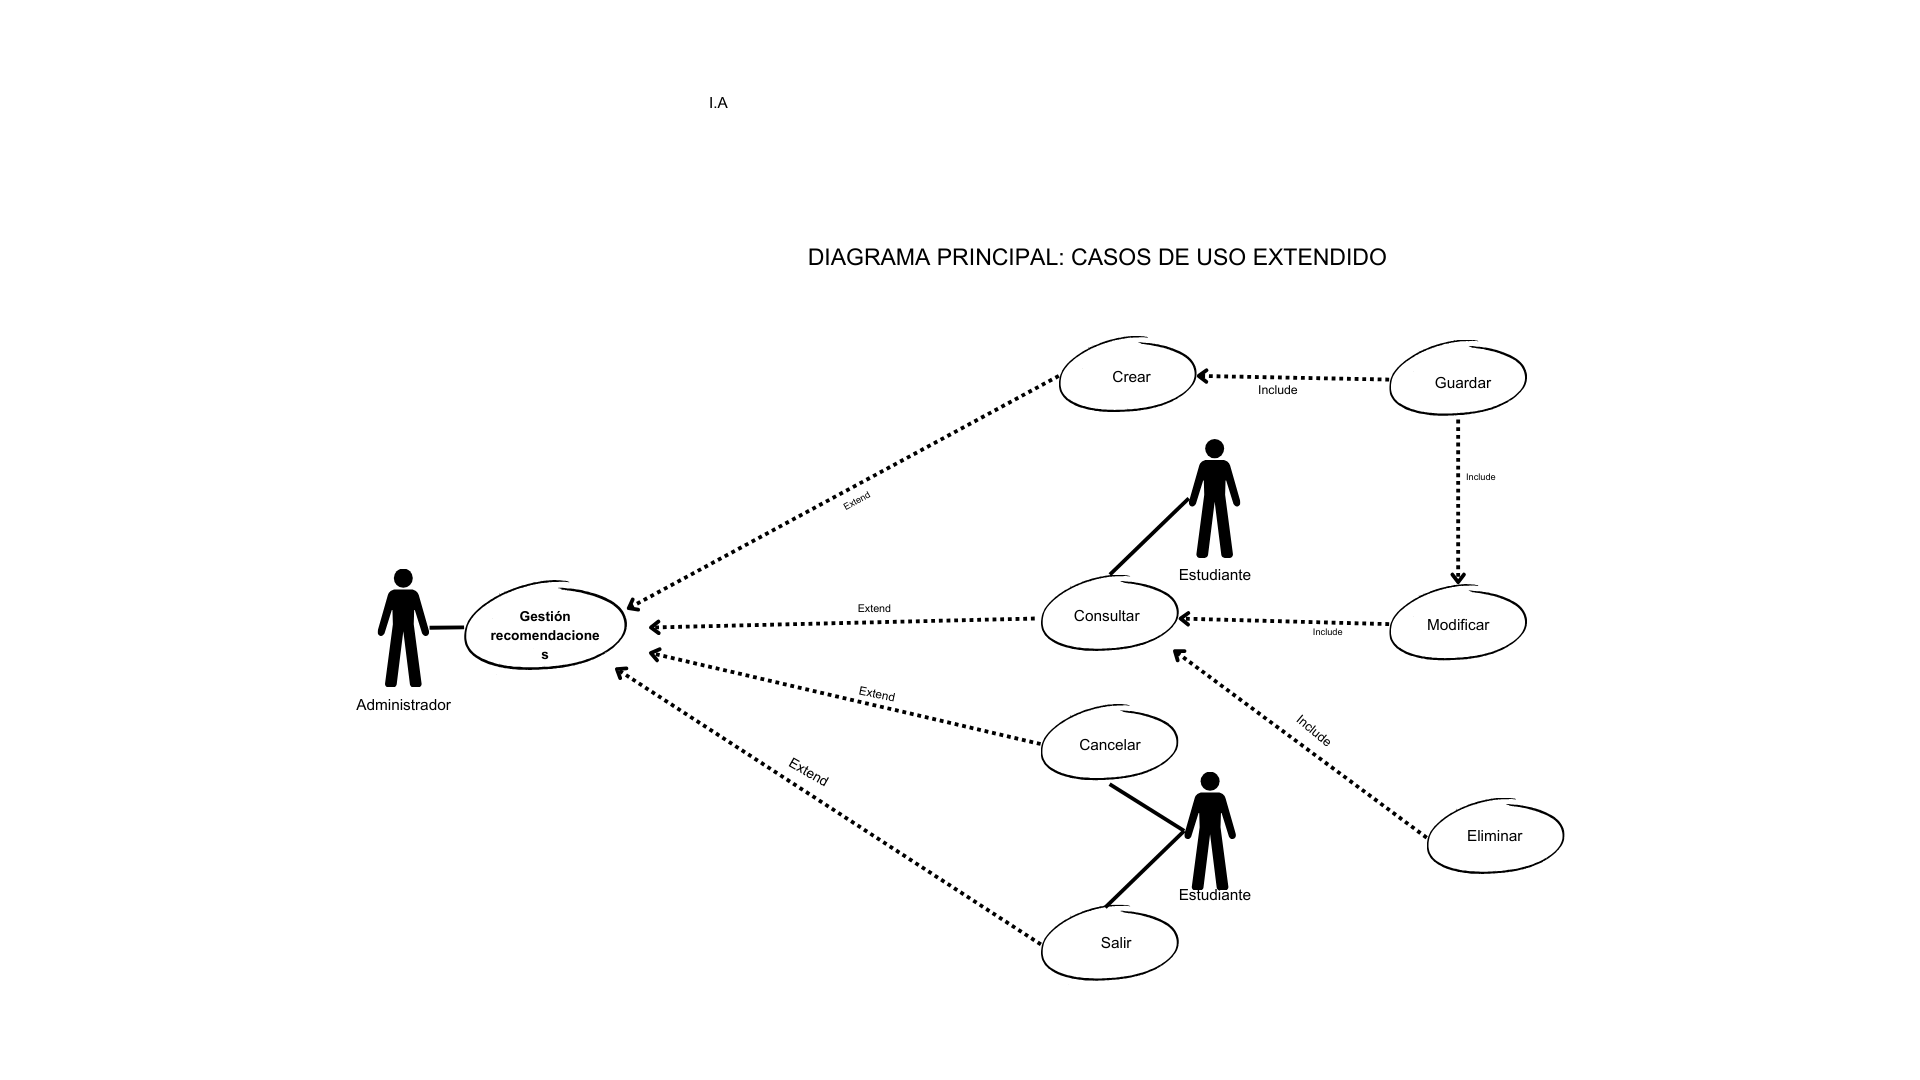 I.A
DIAGRAMA PRINCIPAL: CASOS DE USO EXTENDIDO
Crear
Include
Guardar
Include
Extend
Estudiante
Gestión
recomendacione
s
Extend
Consultar
Include
Modificar
Administrador
Extend
Cancelar
Include
Extend
Eliminar
Estudiante
Salir